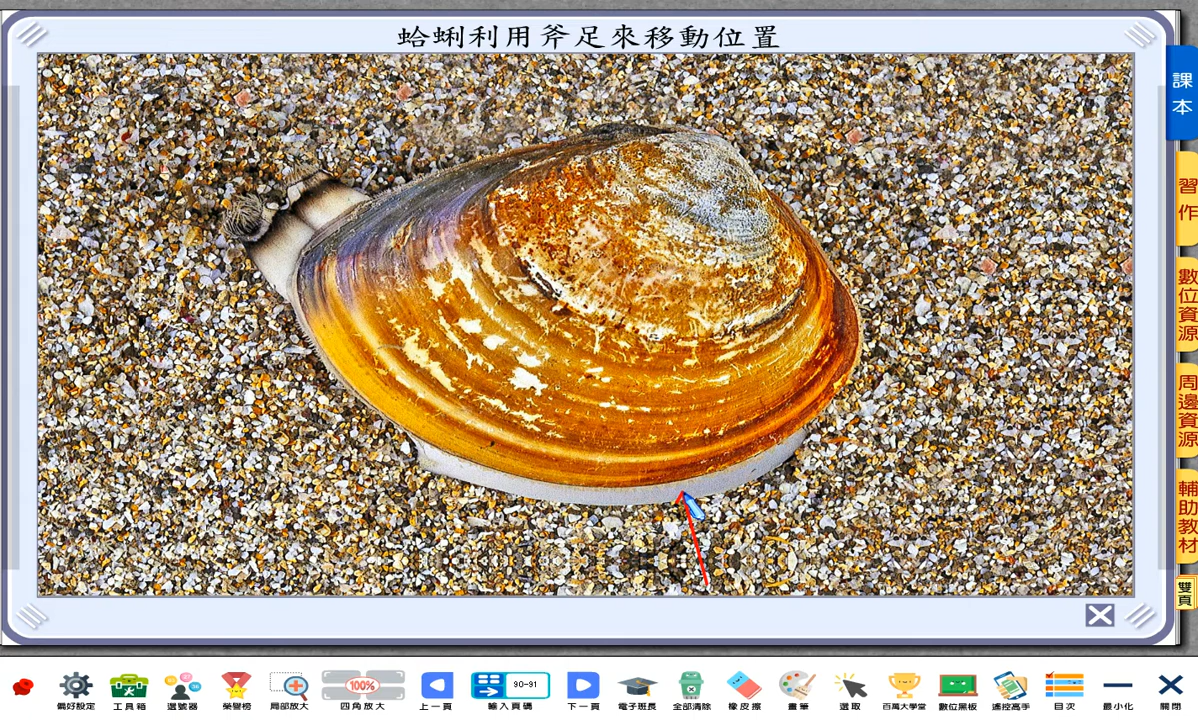 蛤蜊利用斧足來移動位置
課本
習作
數位資源
周邊資源
輔助教材
雙頁
偏好設定
工具箱
選號器
榮譽榜
局部放大
100%
四角放大
上一頁
90-91
輸入頁碼
下一頁
電子班長
全部清除
橡皮擦
畫筆
選取
百萬大學堂
數位黑板
遙控高手
目次
最小化
關閉